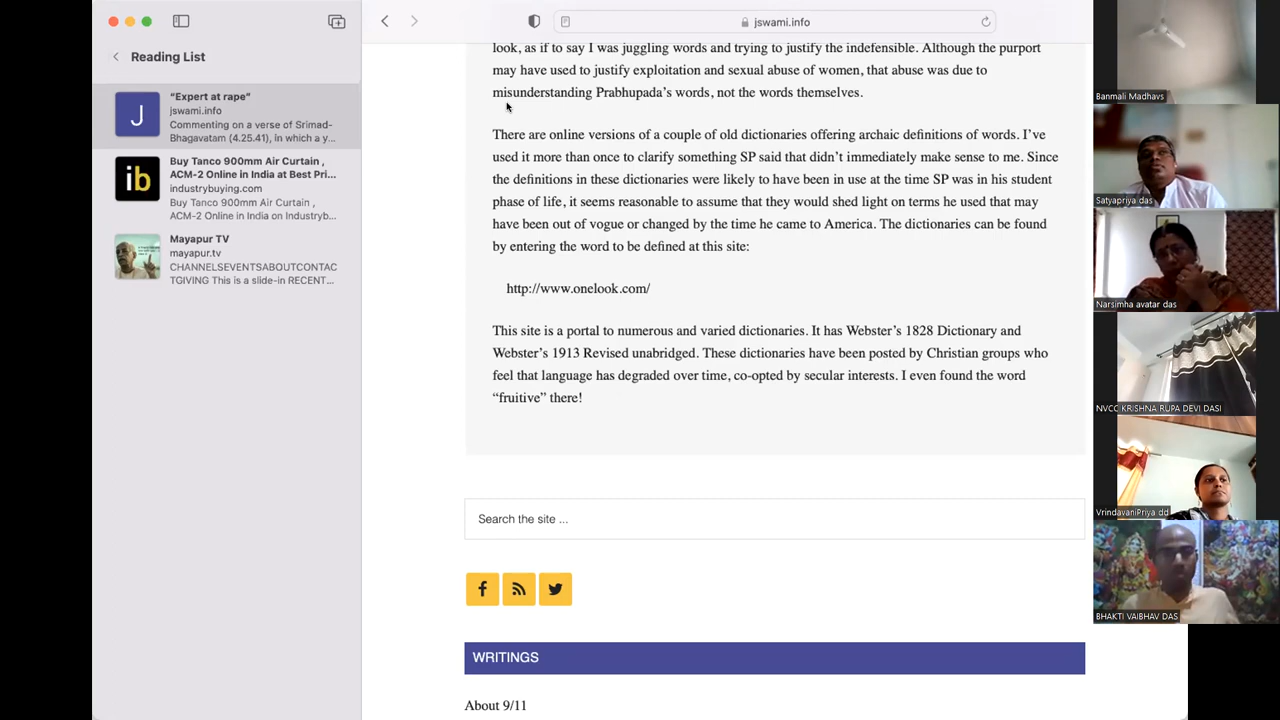 jswami.info
Reading List
“Expert at rape”
jswami.info
Commenting on a verse of Srimad-
Bhagavatam (4.25.41), in which a y...
Buy Tanco 900mm Air Curtain ,
ACM-2 Online in India at Best Pri...
industrybuying.com
Buy Tanco 900mm Air Curtain ,
ACM-2 Online in India on Industryb...
Mayapur TV
mayapur.tv
CHANNELSEVENTSABOUTCONTAC
TGIVING This is a slide-in RECENT...
J
ib
look, as if to say I was juggling words and trying to justify the indefensible. Although the purport
may have used to justify exploitation and sexual abuse of women, that abuse was due to
misunderstanding Prabhupada’s words, not the words themselves.
There are online versions of a couple of old dictionaries offering archaic definitions of words. I’ve
used it more than once to clarify something SP said that didn’t immediately make sense to me. Since
the definitions in these dictionaries were likely to have been in use at the time SP was in his student
phase of life, it seems reasonable to assume that they would shed light on terms he used that may
have been out of vogue or changed by the time he came to America. The dictionaries can be found
by entering the word to be defined at this site:
http://www.onelook.com/
This site is a portal to numerous and varied dictionaries. It has Webster’s 1828 Dictionary and
Webster’s 1913 Revised unabridged. These dictionaries have been posted by Christian groups who
feel that language has degraded over time, co-opted by secular interests. I even found the word
“fruitive” there!
Search the site ...
WRITINGS
About 9/11
Banmali Madhavs
Satyapriya das
Narsimha avatar das
NVCC KRISHNA RUPA DEVI DASI
VrindavaniPriya dd
BHAKTI VAIBHAV DAS